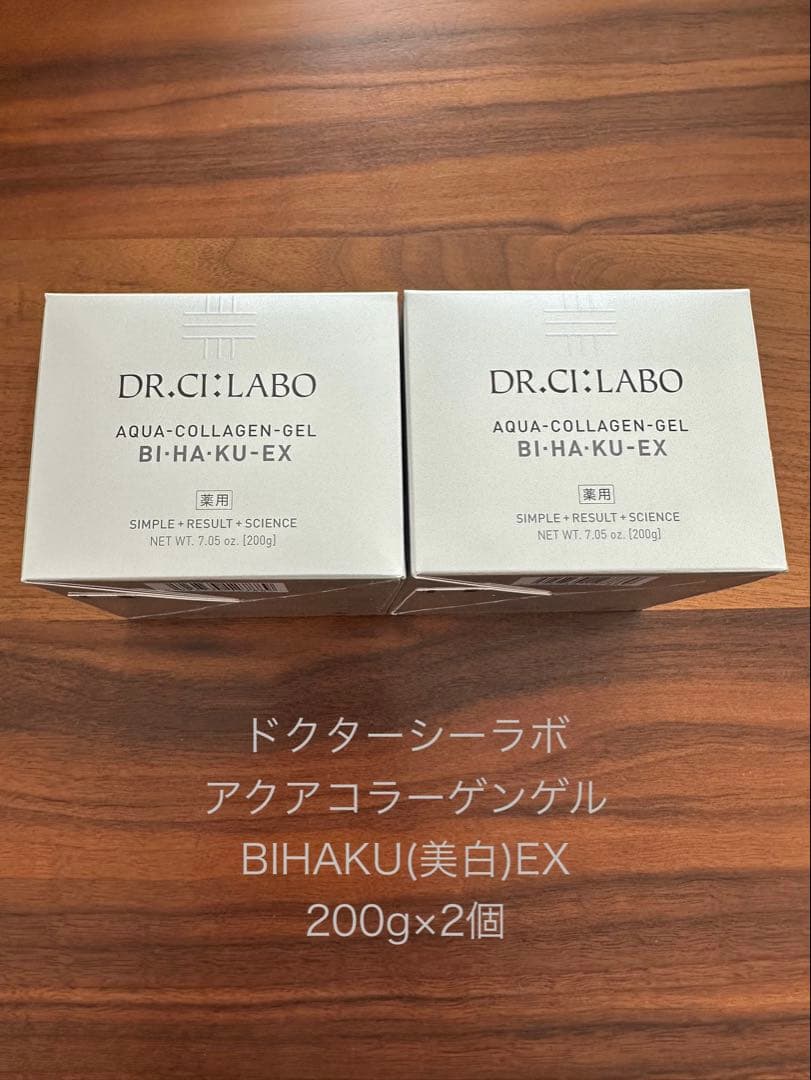 DR.CI:LABO
AQUA-COLLAGEN-GEL
BI·HA·KU-EX
薬用
SIMPLE+RESULT+SCIENCE
NET WT. 7.05 oz. [200g]
DR.CI:LABO
AQUA-COLLAGEN-GEL
BI·HA·KU-EX
薬用
SIMPLE+RESULT+SCIENCE
NET WT. 7.05 oz. [200g]
ドクターシーラボ
アクアコラーゲンゲル
BIHAKU(美白)EX
200g×2個